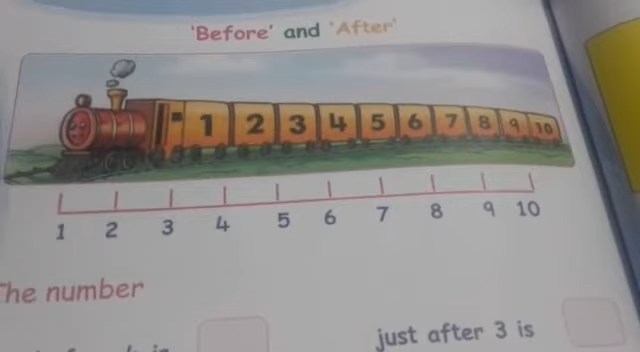 'Before' and 'After'
1 2 3 4 5 6 7 8 9 10
1 2 3 4 5 6 7 8 9 10
The number
just after 3 is